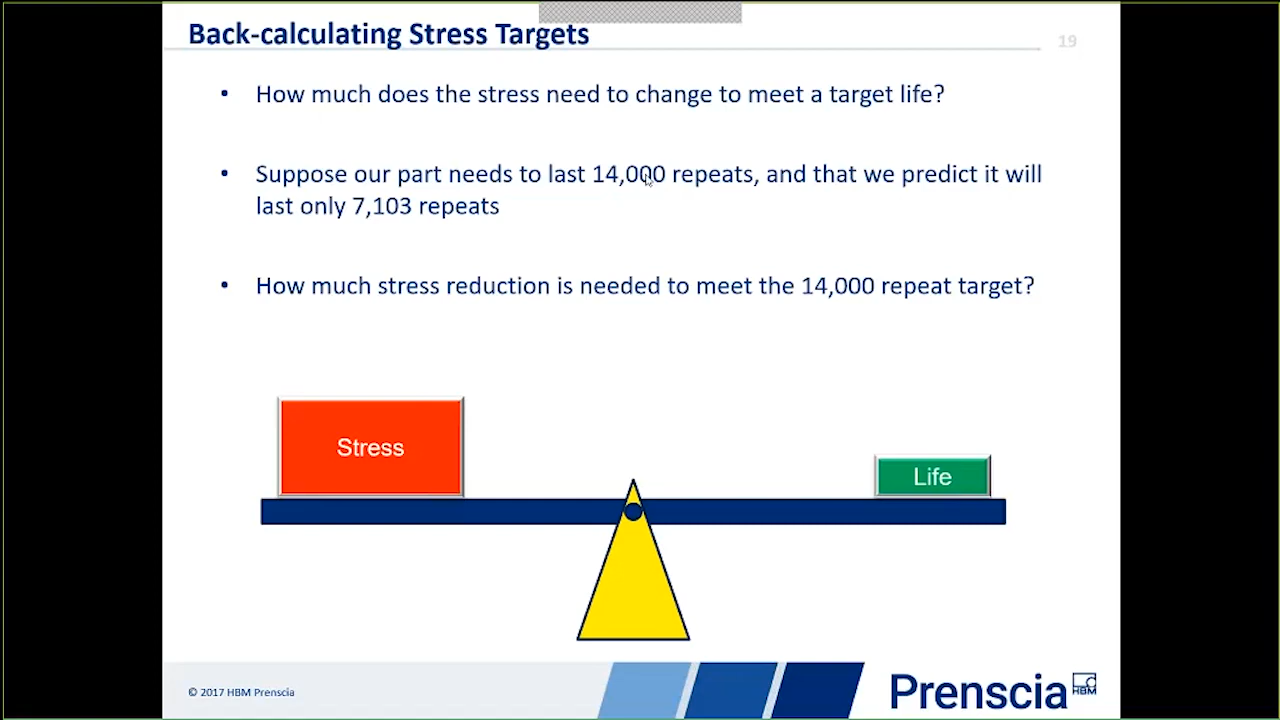 Back-calculating Stress Targets
19
• How much does the stress need to change to meet a target life?
• Suppose our part needs to last 14,000 repeats, and that we predict it will
last only 7,103 repeats
• How much stress reduction is needed to meet the 14,000 repeat target?
Stress
Life
© 2017 HBM Prenscia
Prenscia
HBM